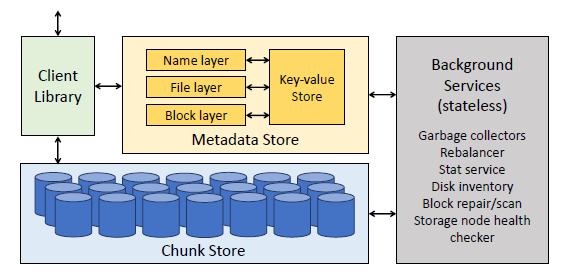 Client
Library
Name layer
File layer
Block layer
Key-value
Store
Metadata Store
Chunk Store
Background
Services
(stateless)
Garbage collectors
Rebalancer
Stat service
Disk inventory
Block repair/scan
Storage node health
checker